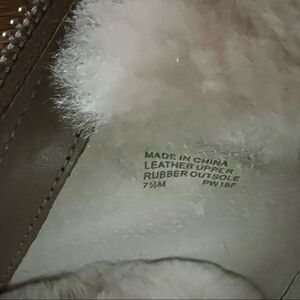 MADE IN CHINA
LEATHER UPPER
RUBBER OUTSOLE
7½M PW18F